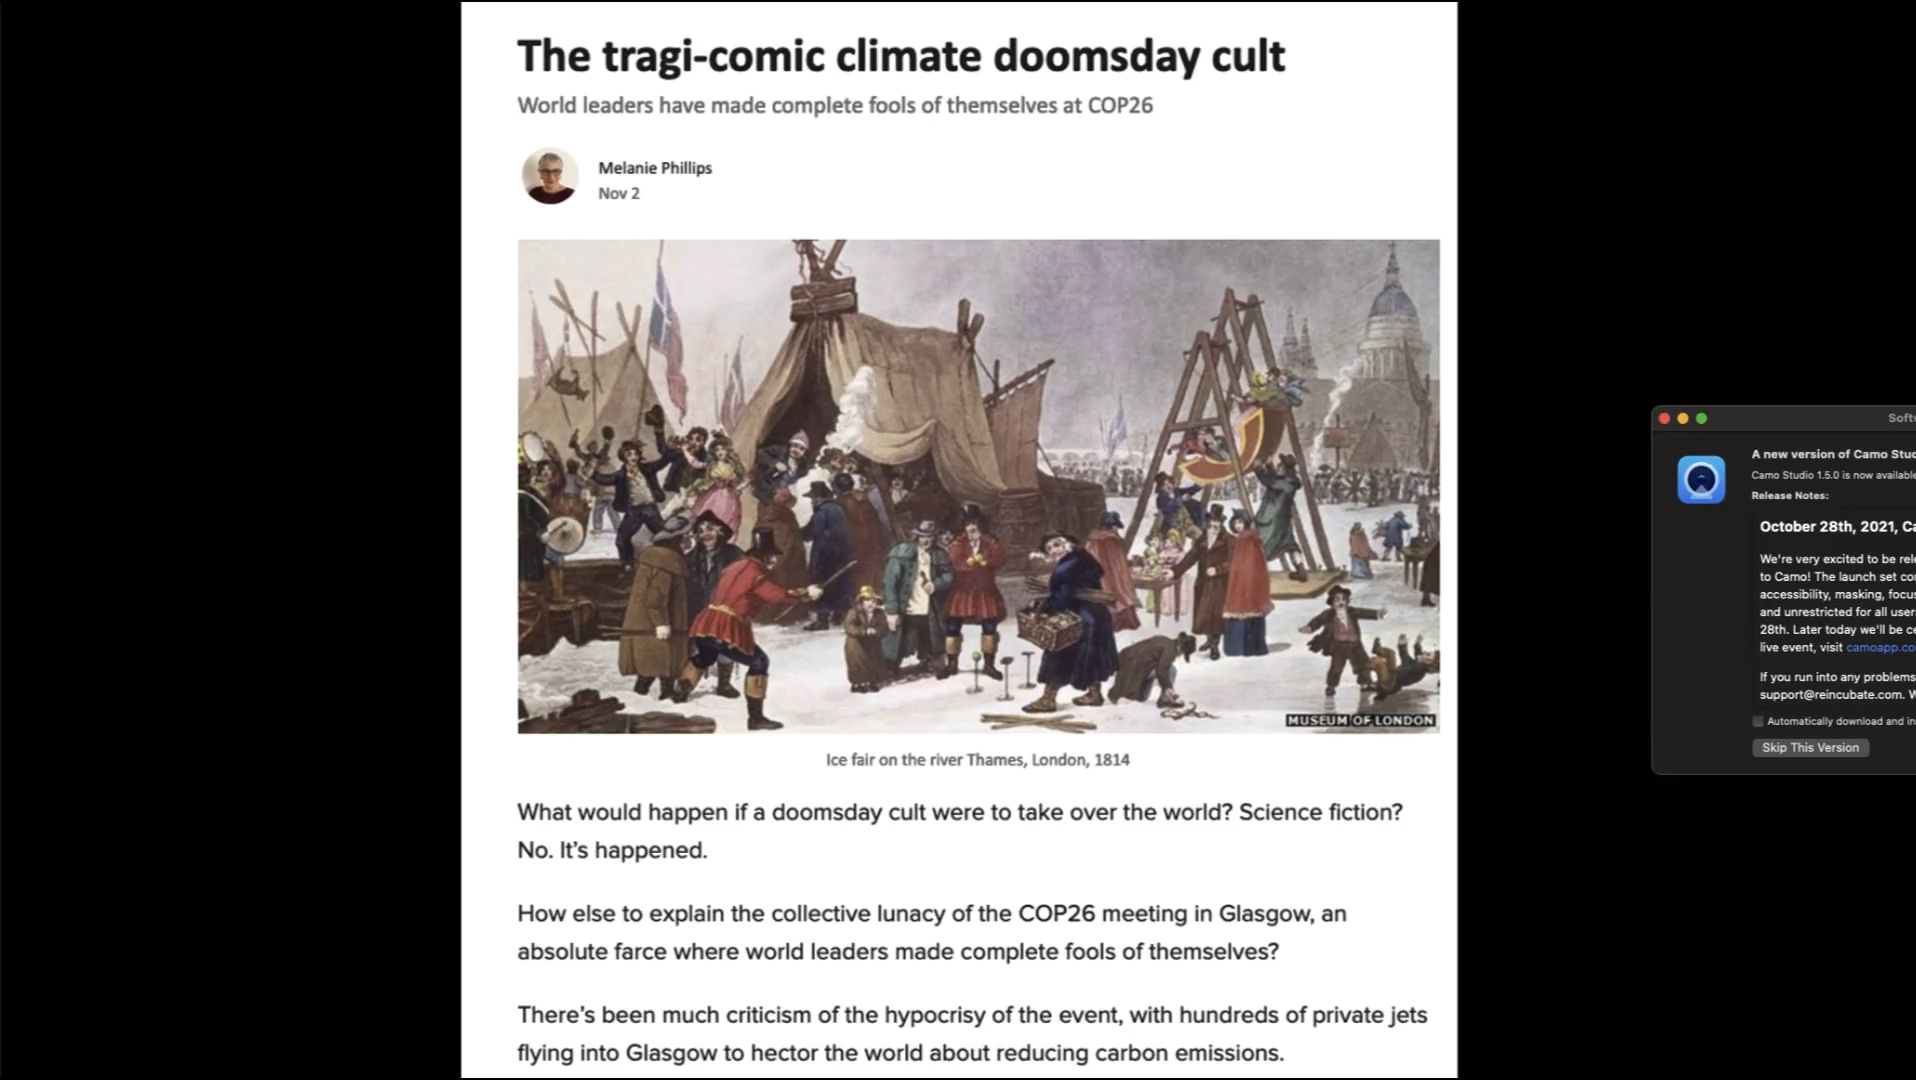 The tragi-comic climate doomsday cult
World leaders have made complete fools of themselves at COP26
Melanie Phillips
Nov 2
MUSEUM OF LONDON
Ice fair on the river Thames, London, 1814
What would happen if a doomsday cult were to take over the world? Science fiction?
No. It’s happened.
How else to explain the collective lunacy of the COP26 meeting in Glasgow, an
absolute farce where world leaders made complete fools of themselves?
There’s been much criticism of the hypocrisy of the event, with hundreds of private jets
flying into Glasgow to hector the world about reducing carbon emissions.
A new version of Camo
Camo Studio 1.5.0 is now available
Release Notes:
October 28th, 2021,
We're very excited to be
to Camo! The launch set
accessibility, masking,
and unrestricted for all
28th. Later today we'll be
live event, visit
If you run into any problems
support@reincubate.com.
Automatically download and
Skip This Version